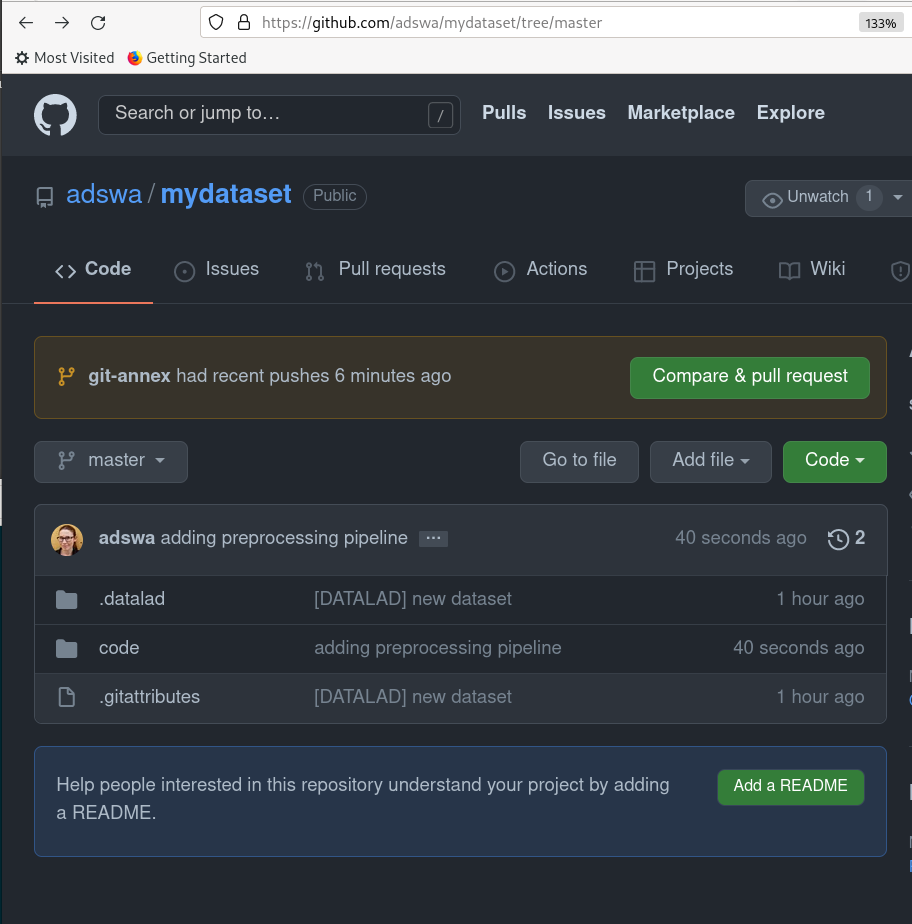 https://github.com/adswa/mydataset/tree/master 133%
Most Visited Getting Started
Search or jump to… / Pulls Issues Marketplace Explore
adswa / mydataset Public Unwatch 1
<> Code Issues Pull requests Actions Projects Wiki
git-annex had recent pushes 6 minutes ago Compare & pull request
master Go to file Add file Code
adswa adding preprocessing pipeline ... 40 seconds ago 2
.datalad [DATALAD] new dataset 1 hour ago
code adding preprocessing pipeline 40 seconds ago
.gitattributes [DATALAD] new dataset 1 hour ago
Help people interested in this repository understand your project by adding
a README.
Add a README